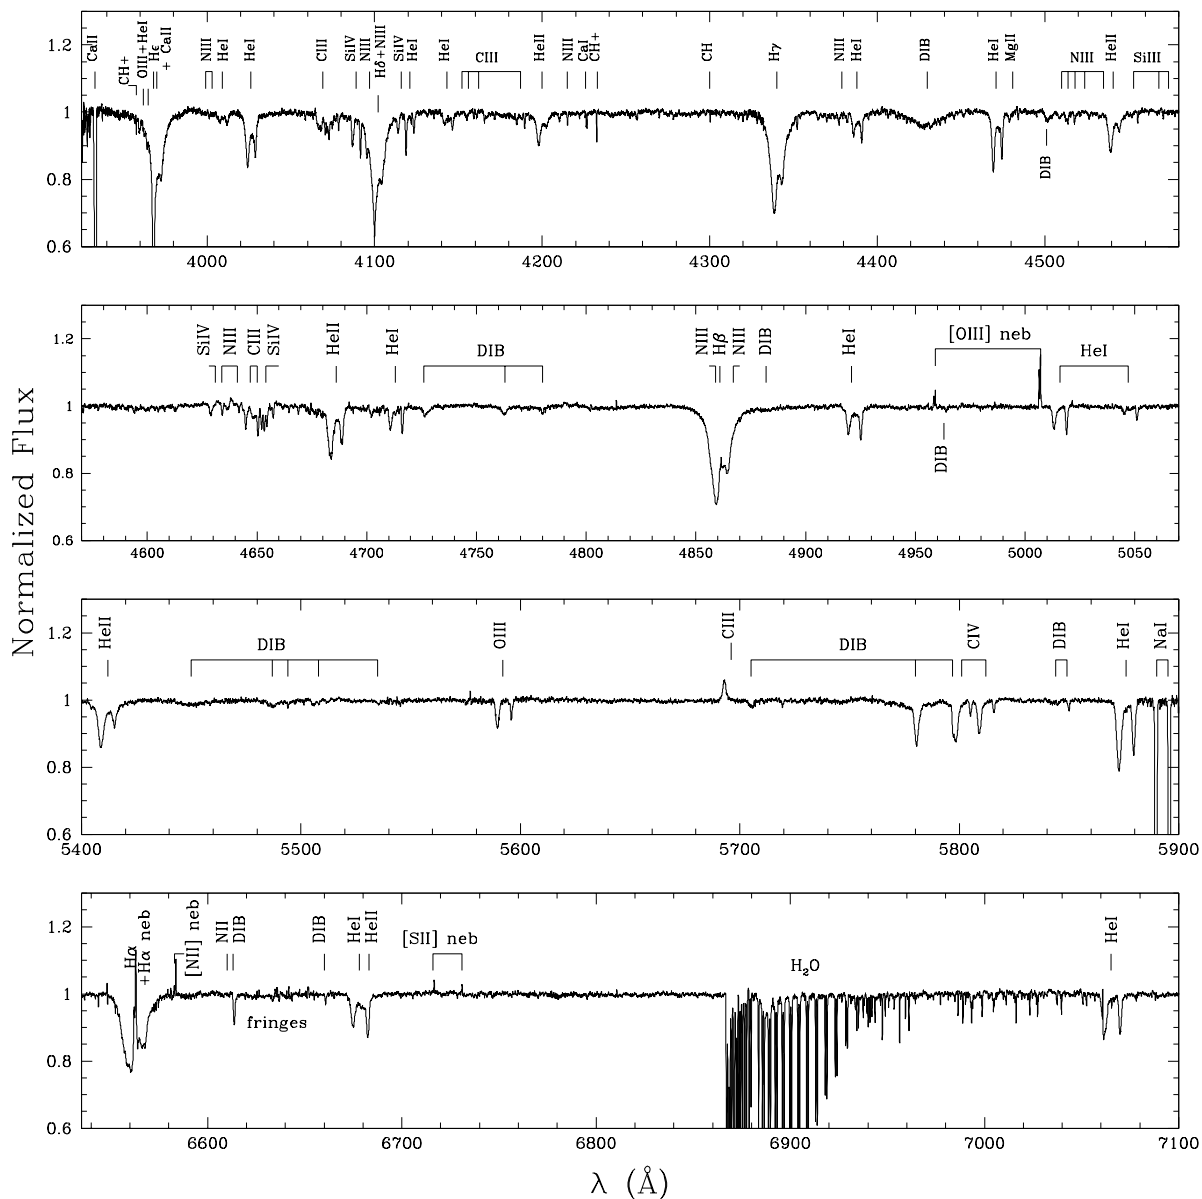 Normalized Flux
CaII
CH+
OIII+HeI
Hε
+CaII
NIII
HeI
HeI
CIII
SiIV
NIII
Hδ+NIII
SiIV
HeI
HeI
CIII
HeII
NIII
CaI
CH+
CH
Hγ
NIII
HeI
DIB
HeI
MgII
DIB
NIII
HeII
SiIII
1.2
1
0.8
0.6
4000
4100
4200
4300
4400
4500
SiIV
NIII
CIII
SiIV
HeII
HeI
DIB
NIII
Hβ
NIII
DIB
HeI
[OIII] neb
DIB
HeI
1.2
1
0.8
0.6
4600
4650
4700
4750
4800
4850
4900
4950
5000
5050
HeII
DIB
OIII
CIII
DIB
CIV
DIB
HeI
NaI
1.2
1
0.8
0.6
5400
5500
5600
5700
5800
5900
Hα
+Hα neb
[NII] neb
NII
DIB
fringes
DIB
HeI
HeII
[SII] neb
H₂O
HeI
1.2
1
0.8
0.6
6600
6700
6800
6900
7000
7100
λ (Å)